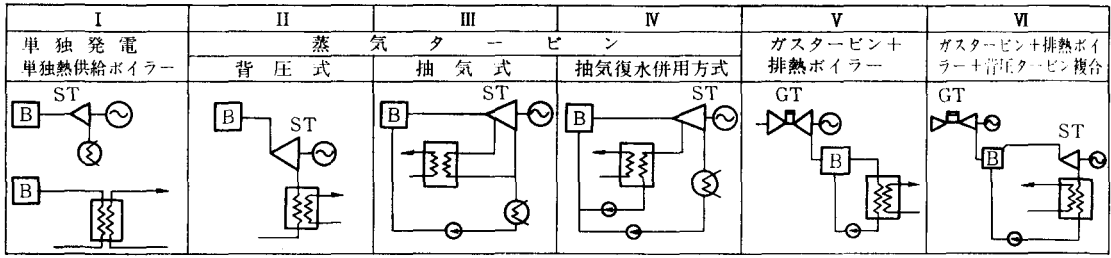 I
II
III
IV
V
VI
単独発電
単独熱供給ボイラー
蒸気タービン
背圧式
抽気式
抽気復水併用方式
ガスタービン+
排熱ボイラー
ガスタービン+排熱ボイ
ラー+背圧タービン複合
ST
B
B
B
ST
B
ST
B
ST
GT
B
GT
B
ST